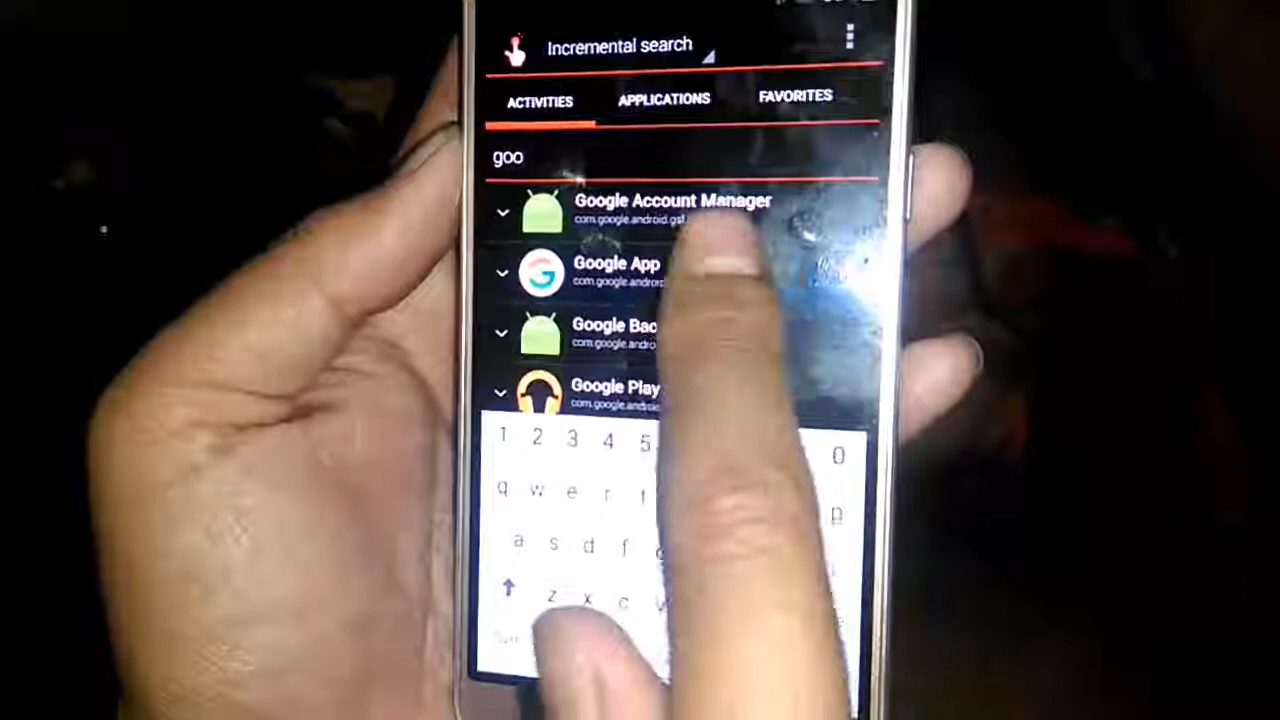 Incremental search
ACTIVITIES APPLICATIONS FAVORITES
goo
Google Account Manager
com.google.android.gsf
Google App
Google
Google Play
1 2 3 4 5 0
q w e r t p
a s d f
z x c v